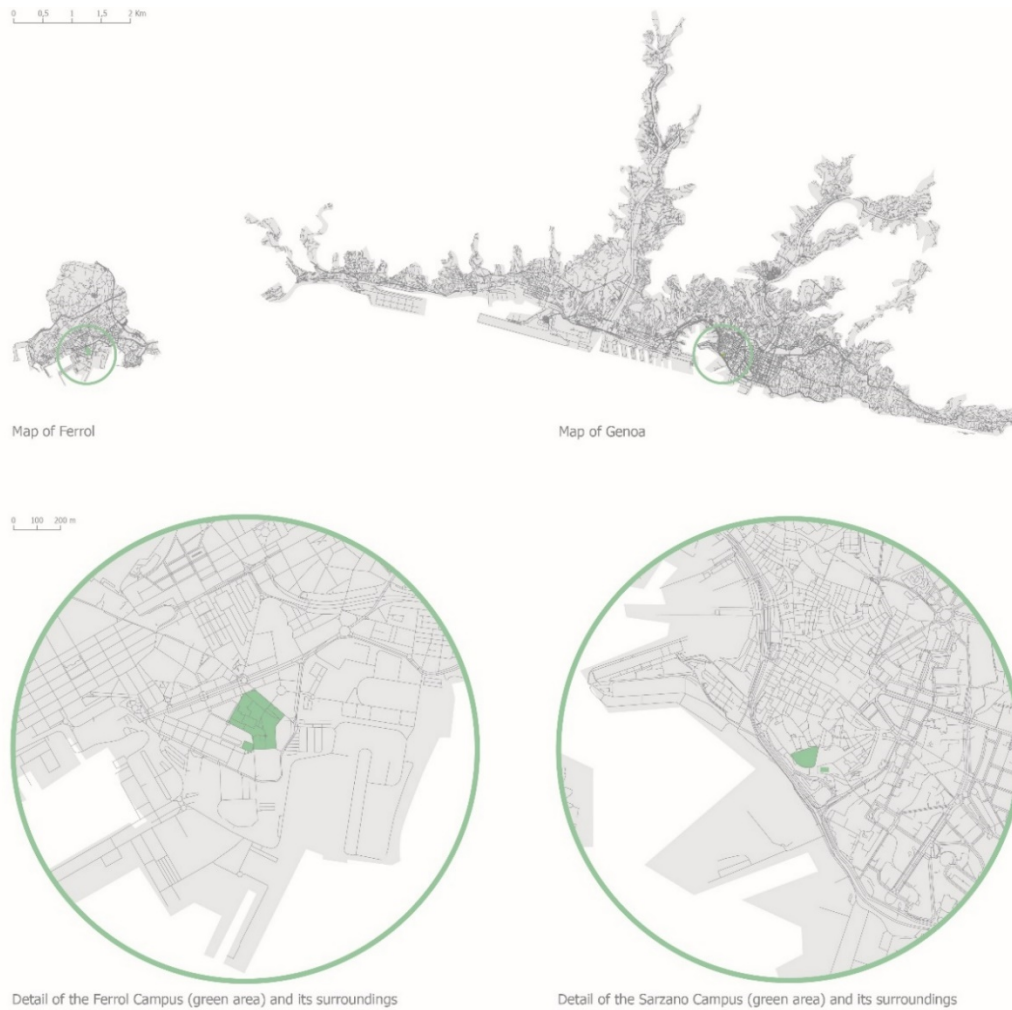 0 0,5 1 1,5 2 Km
Map of Ferrol
Map of Genoa
0 100 200 m
Detail of the Ferrol Campus (green area) and its surroundings
Detail of the Sarzano Campus (green area) and its surroundings